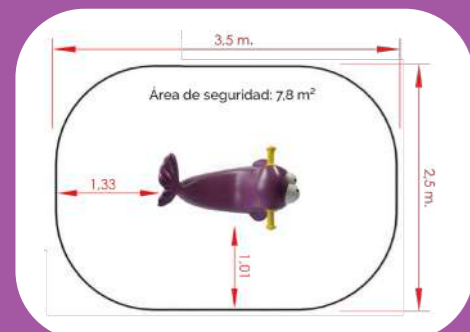 3,5 m.
Área de seguridad: 7,8 m²
1,33
1,01
2,5 m.